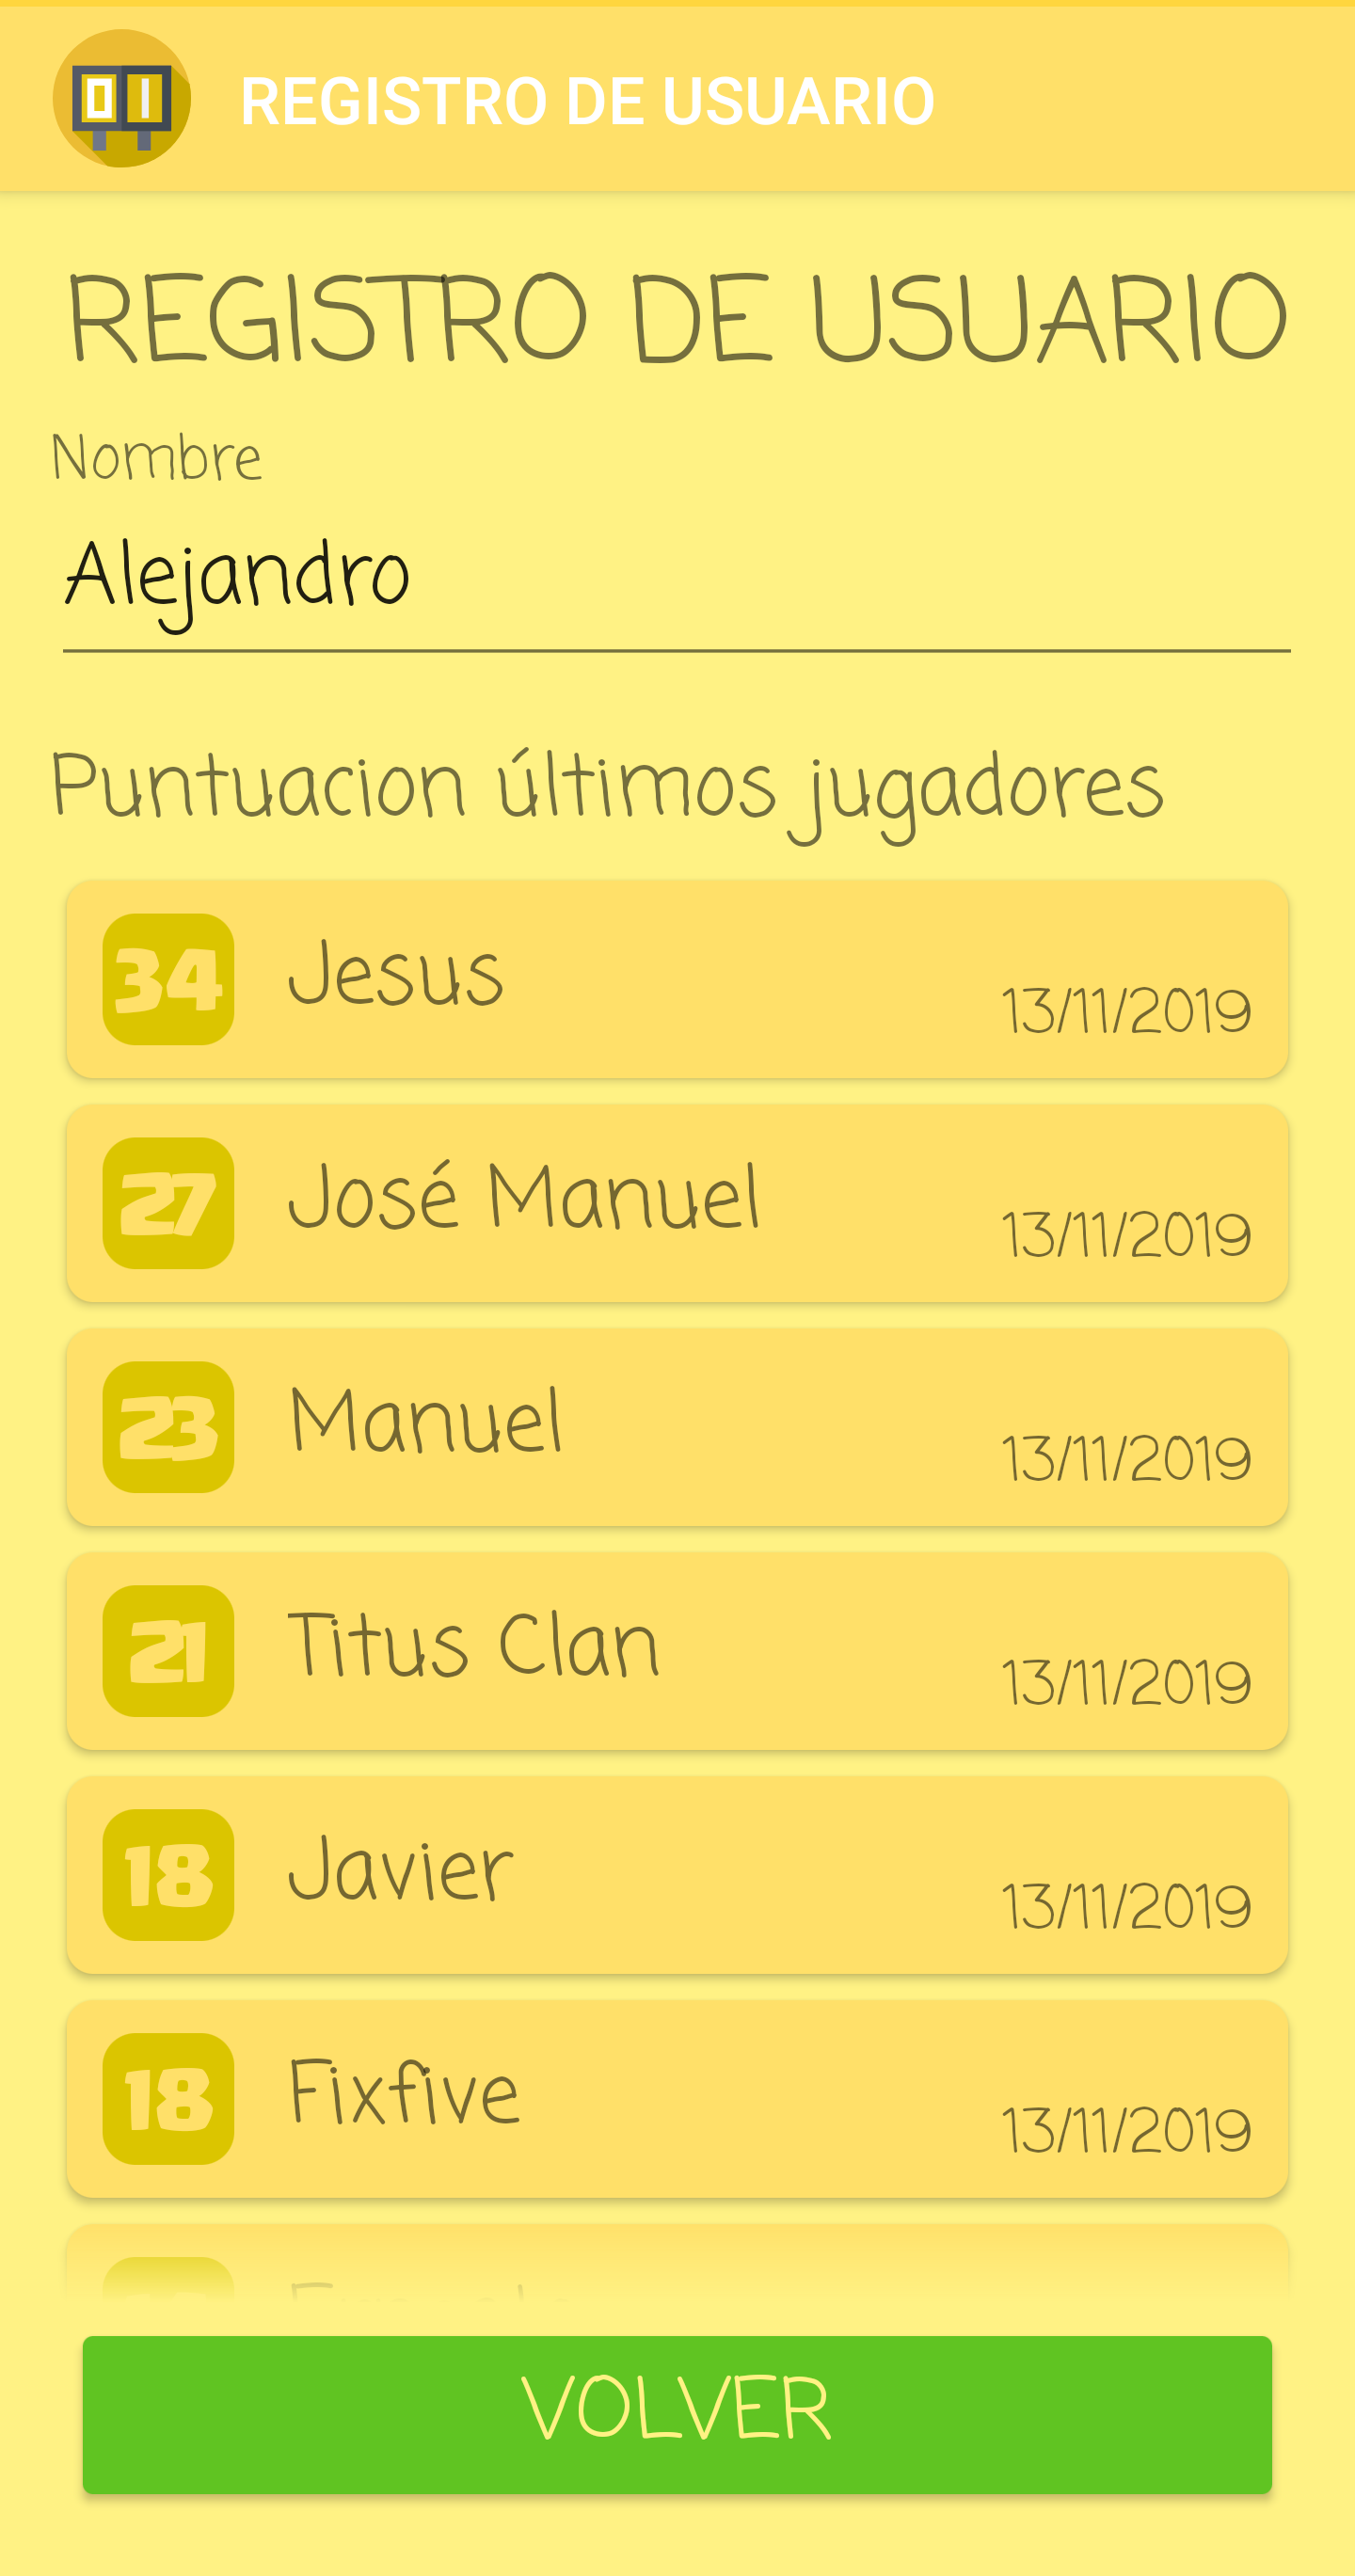 REGISTRO DE USUARIO
REGISTRO DE USUARIO
Nombre
Alejandro
Puntuacion últimos jugadores
34 Jesus 13/11/2019
27 José Manuel 13/11/2019
23 Manuel 13/11/2019
21 Titus Clan 13/11/2019
18 Javier 13/11/2019
18 Fixfive 13/11/2019
VOLVER